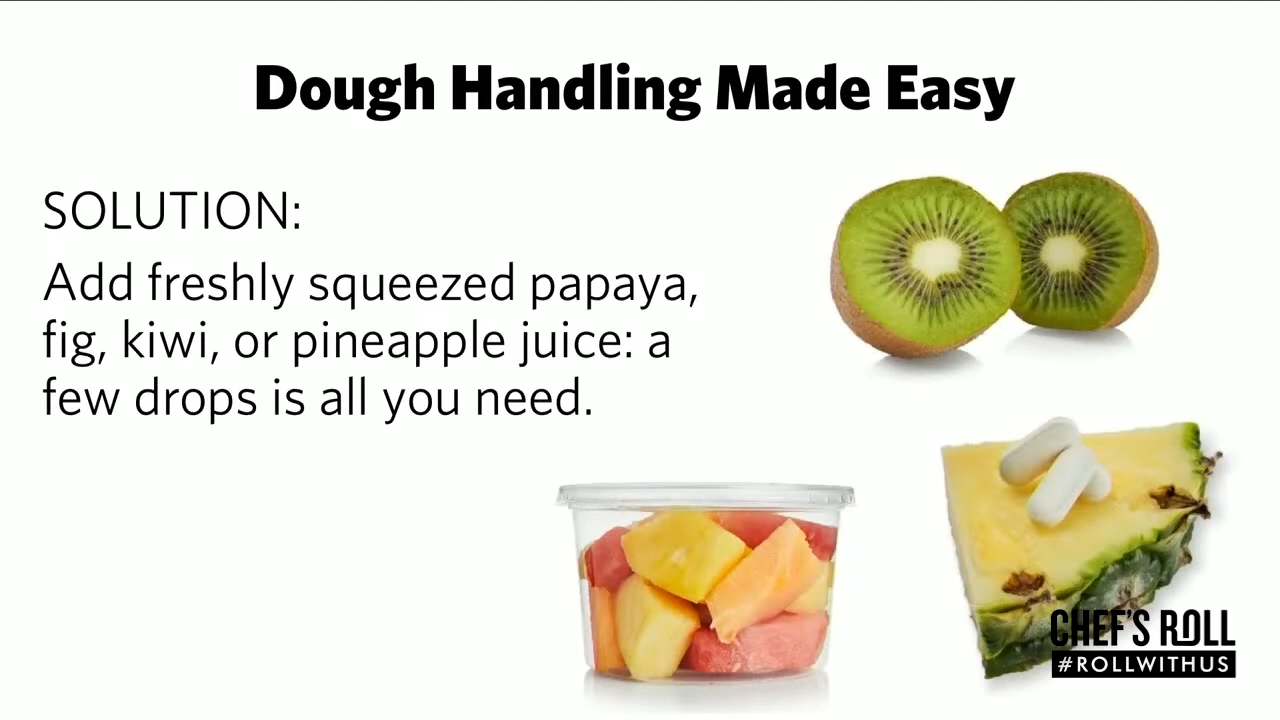 Dough Handling Made Easy
SOLUTION:
Add freshly squeezed papaya,
fig, kiwi, or pineapple juice: a
few drops is all you need.
CHEF'S ROLL
#ROLLWITHUS